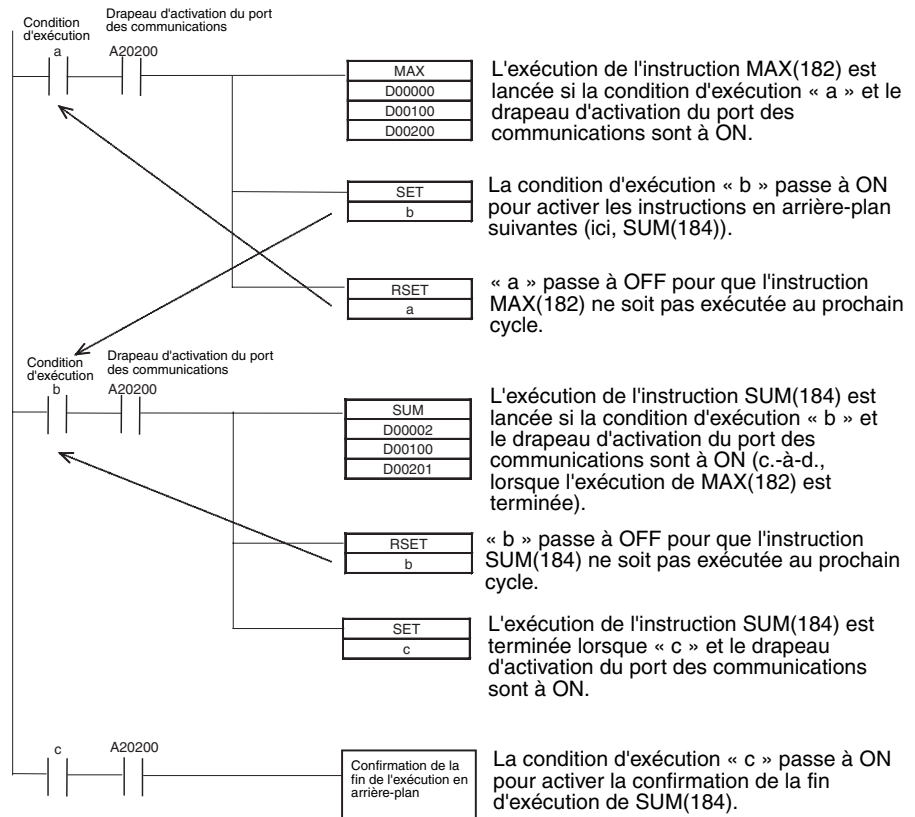 Condition
d'exécution
a
Drapeau d'activation du port
des communications
A20200
MAX
D00000
D00100
D00200
L'exécution de l'instruction MAX(182) est
lancée si la condition d'exécution « a » et le
drapeau d'activation du port des
communications sont à ON.
SET
b
La condition d'exécution « b » passe à ON
pour activer les instructions en arrière-plan
suivantes (ici, SUM(184)).
RSET
a
« a » passe à OFF pour que l'instruction
MAX(182) ne soit pas exécutée au prochain
cycle.
Condition
d'exécution
b
Drapeau d'activation du port
des communications
A20200
SUM
D00002
D00100
D00201
L'exécution de l'instruction SUM(184) est
lancée si la condition d'exécution « b » et
le drapeau d'activation du port des
communications sont à ON (c.-à-d.,
lorsque l'exécution de MAX(182) est
terminée).
RSET
b
« b » passe à OFF pour que l'instruction
SUM(184) ne soit pas exécutée au prochain
cycle.
SET
c
L'exécution de l'instruction SUM(184) est
terminée lorsque « c » et le drapeau
d'activation du port des communications
sont à ON.
c
A20200
Confirmation de la
fin de l'exécution en
arrière-plan
La condition d'exécution « c » passe à ON
pour activer la confirmation de la fin
d'exécution de SUM(184).